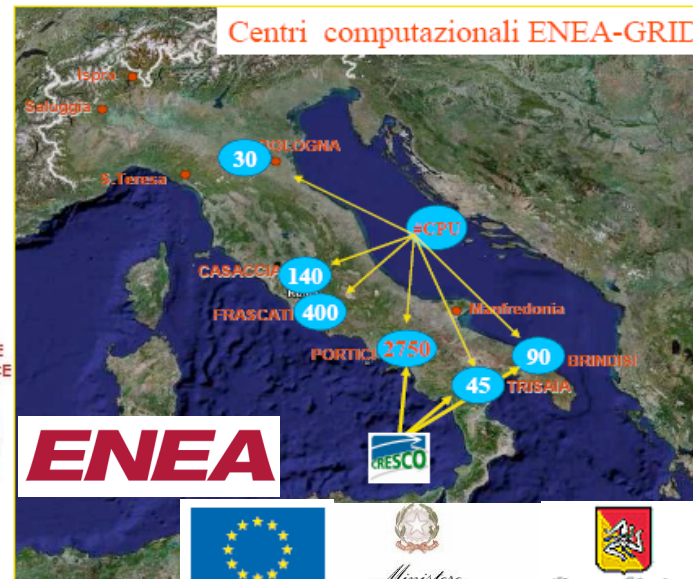 Centri computazionali ENEA-GRID
Ispra
Saluggia
BOLOGNA
30
S.Teresa
#CPU
CASACCIA
140
FRASCATI
400
Manfredonia
PORTICI
2750
90
BRINDISI
45
TRISAIA
CRESCO
ENEA
Ministero